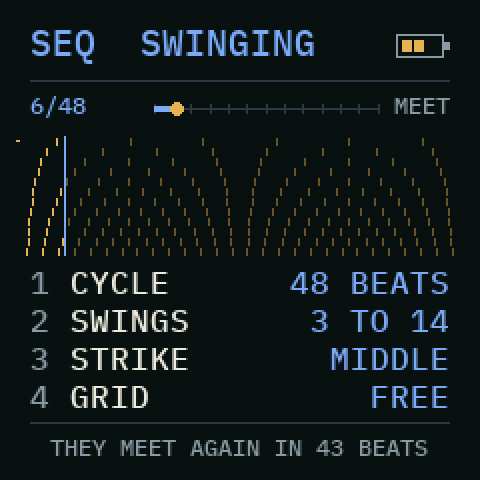 SEQ SWINGING
6/48 MEET
1 CYCLE 48 BEATS
2 SWINGS 3 TO 14
3 STRIKE MIDDLE
4 GRID FREE
THEY MEET AGAIN IN 43 BEATS